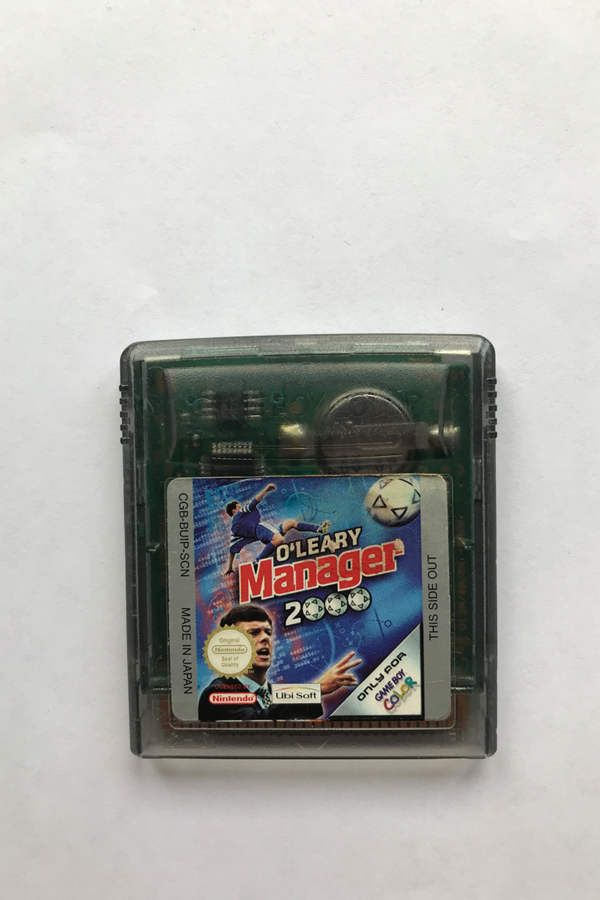 CGB-BUIP-SCN
MADE IN JAPAN
O'LEARY
Manager
2000
Original
Nintendo
Seal of
Quality
Nintendo
Ubi Soft
ONLY FOR
GAME BOY
COLOR
THIS SIDE OUT